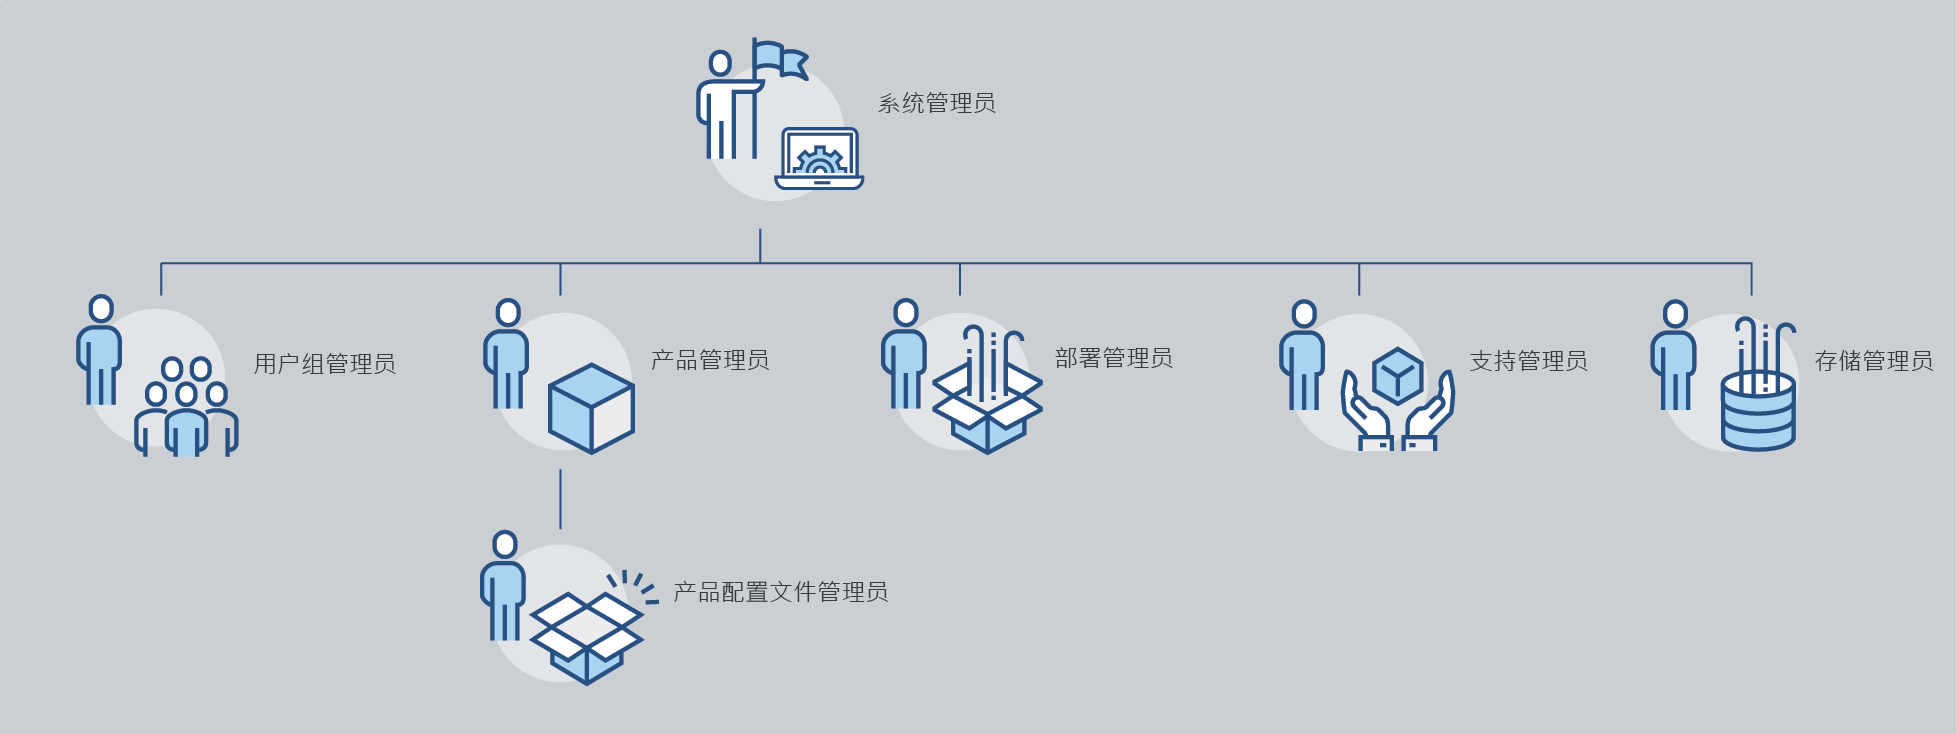 系统管理员
用户组管理员
产品管理员
部署管理员
支持管理员
存储管理员
产品配置文件管理员